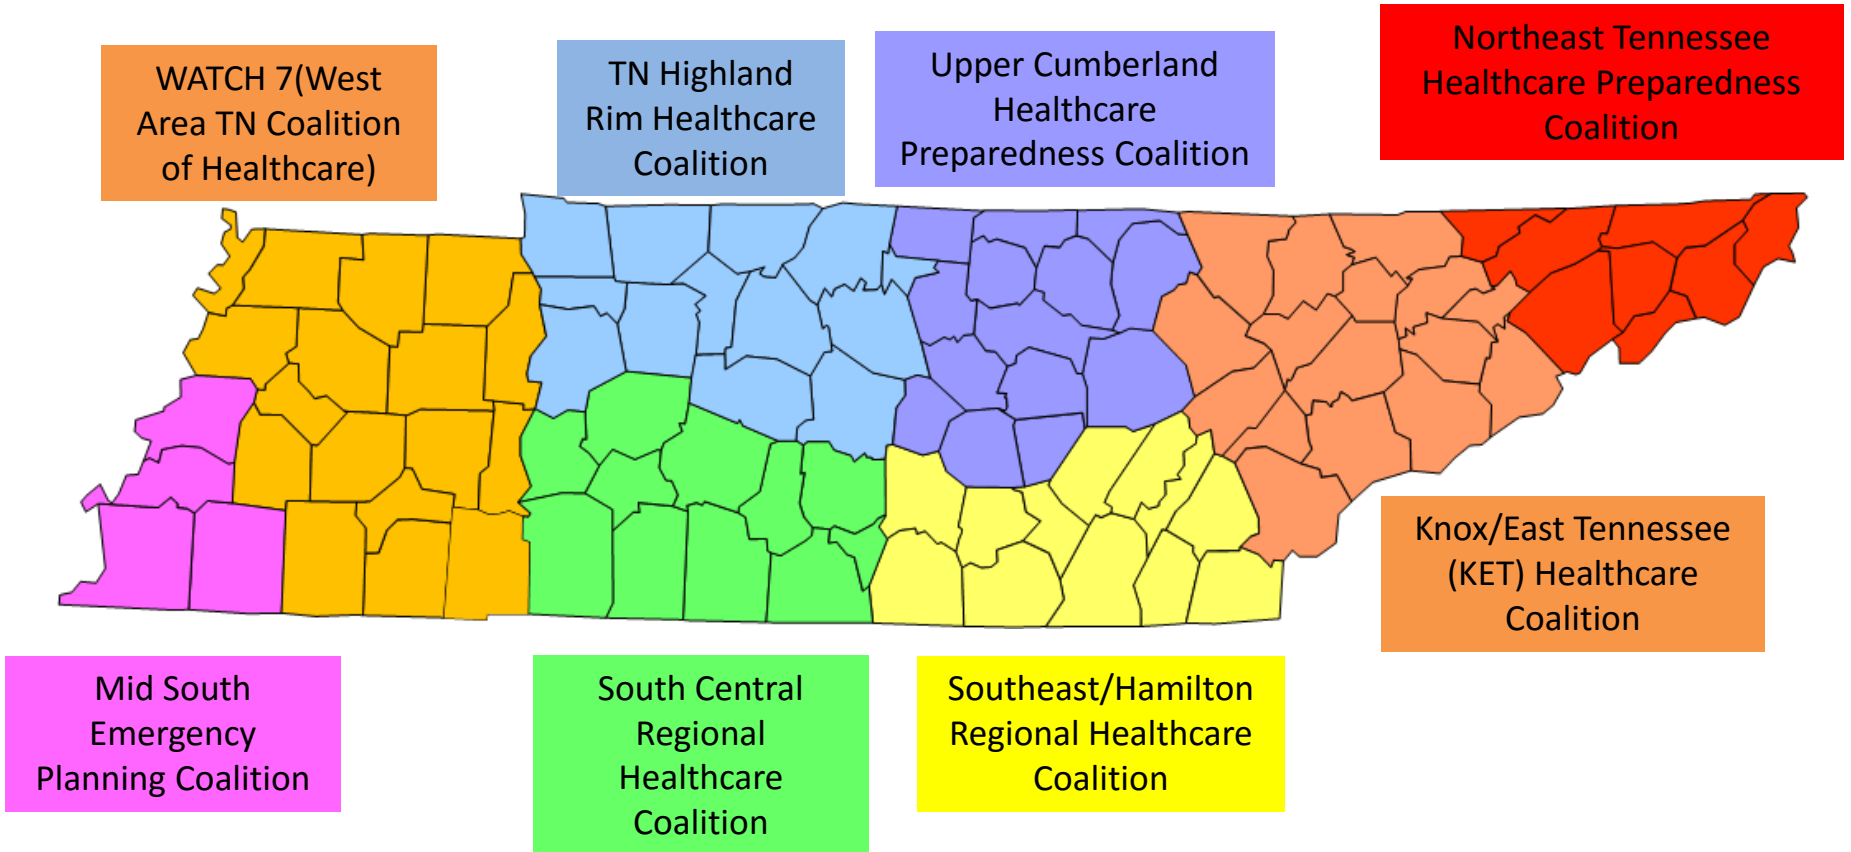 WATCH 7(West
Area TN Coalition
of Healthcare)
TN Highland
Rim Healthcare
Coalition
Upper Cumberland
Healthcare
Preparedness Coalition
Northeast Tennessee
Healthcare Preparedness
Coalition
Knox/East Tennessee
(KET) Healthcare
Coalition
Mid South
Emergency
Planning Coalition
South Central
Regional
Healthcare
Coalition
Southeast/Hamilton
Regional Healthcare
Coalition